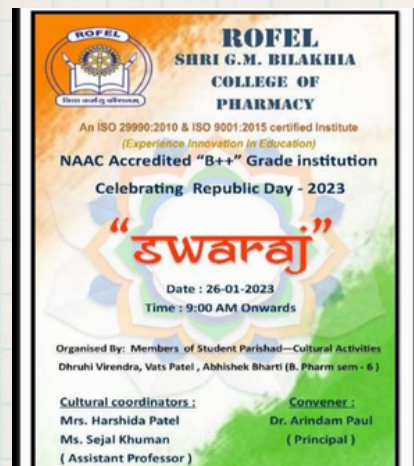 ROFEL
ROFEL
SHRI G.M. BILAKHIA
COLLEGE OF
PHARMACY
An ISO 29990:2010 & ISO 9001:2015 certified Institute
(Experience Innovation In Education)
NAAC Accredited “B++” Grade institution
Celebrating Republic Day - 2023
“swaraj”
Date : 26-01-2023
Time : 9:00 AM Onwards
Organised By: Members of Student Parishad—Cultural Activities
Dhruhi Virendra, Vats Patel , Abhishek Bharti (B. Pharm sem - 6 )
Cultural coordinators :
Mrs. Harshida Patel
Ms. Sejal Khuman
( Assistant Professor )
Convener :
Dr. Arindam Paul
( Principal )